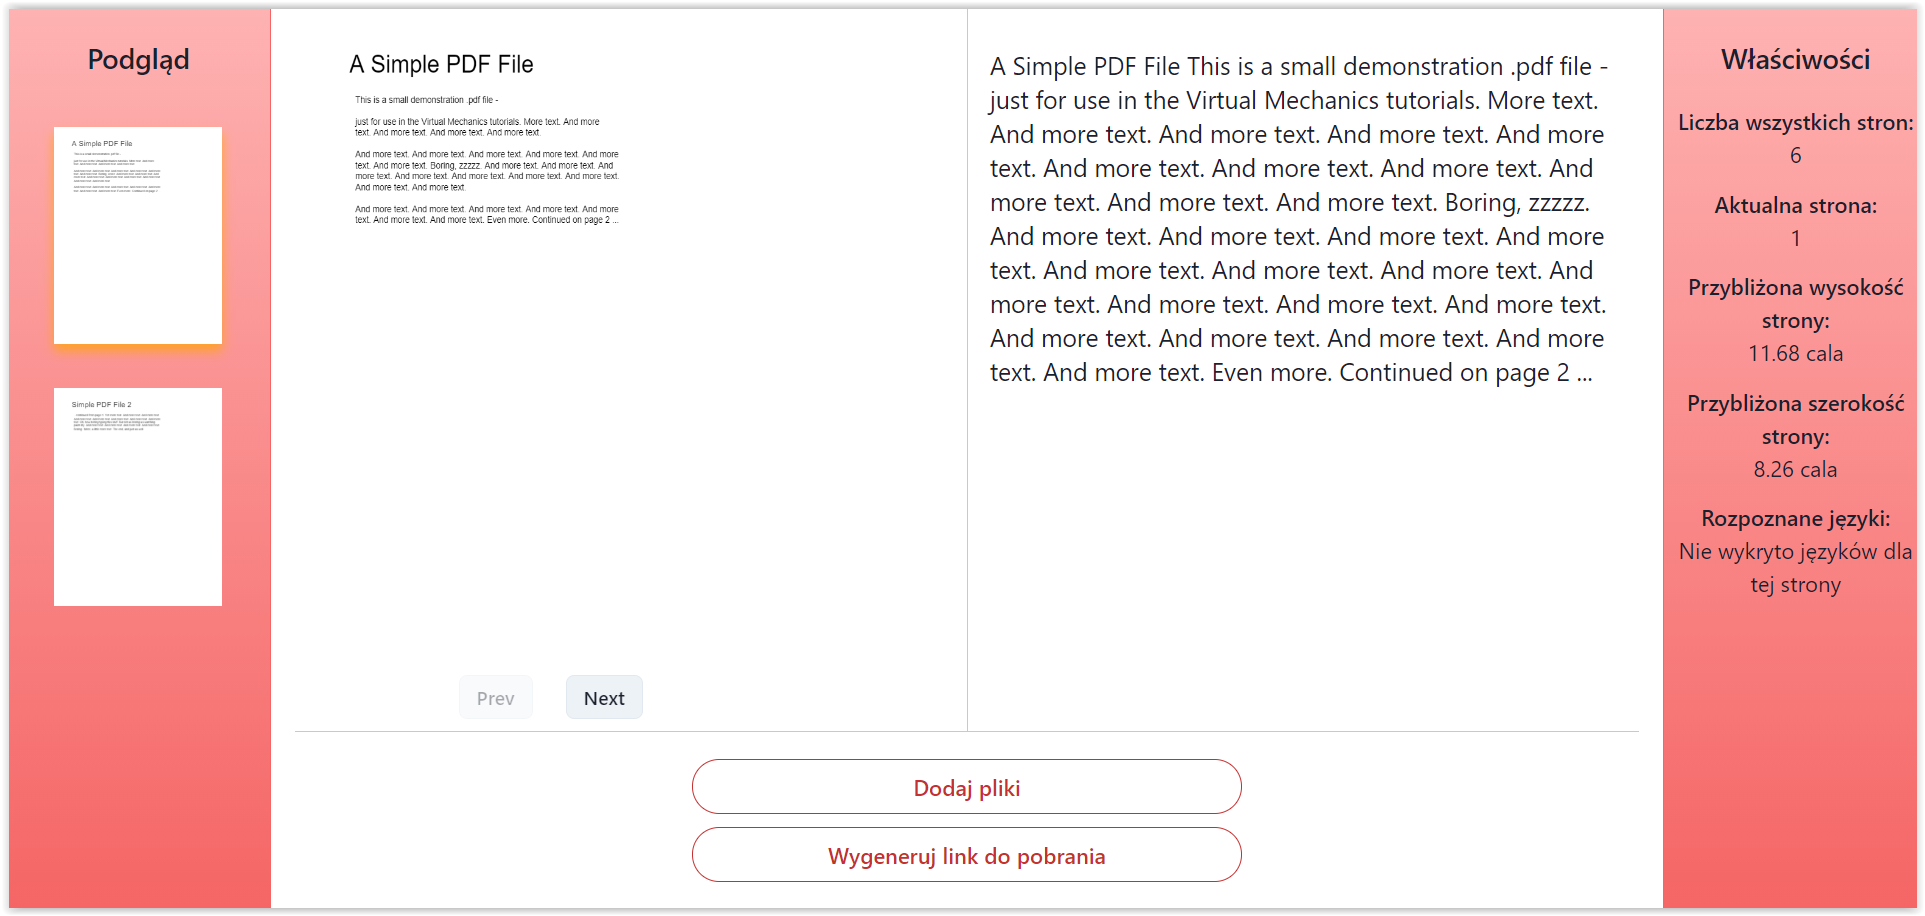 Podgląd
A Simple PDF File
Simple PDF File 2
A Simple PDF File
This is a small demonstration .pdf file -
just for use in the Virtual Mechanics tutorials. More text. And more
text. And more text. And more text. And more text.
And more text. And more text. And more text. And more text. And more
text. And more text. Boring, zzzzz. And more text. And more text. And
more text. And more text. And more text. And more text. And more text.
And more text. And more text.
And more text. And more text. And more text. And more text. And more
text. And more text. And more text. Even more. Continued on page 2 ...
Prev
Next
A Simple PDF File This is a small demonstration .pdf file -
just for use in the Virtual Mechanics tutorials. More text.
And more text. And more text. And more text. And more
text. And more text. And more text. And more text. And
more text. And more text. And more text. Boring, zzzzz.
And more text. And more text. And more text. And more
text. And more text. And more text. And more text. And
more text. And more text. And more text. And more text.
And more text. And more text. And more text. And more
text. And more text. Even more. Continued on page 2 ...
Dodaj pliki
Wygeneruj link do pobrania
Właściwości
Liczba wszystkich stron:
6
Aktualna strona:
1
Przybliżona wysokość
strony:
11.68 cala
Przybliżona szerokość
strony:
8.26 cala
Rozpoznane języki:
Nie wykryto języków dla
tej strony